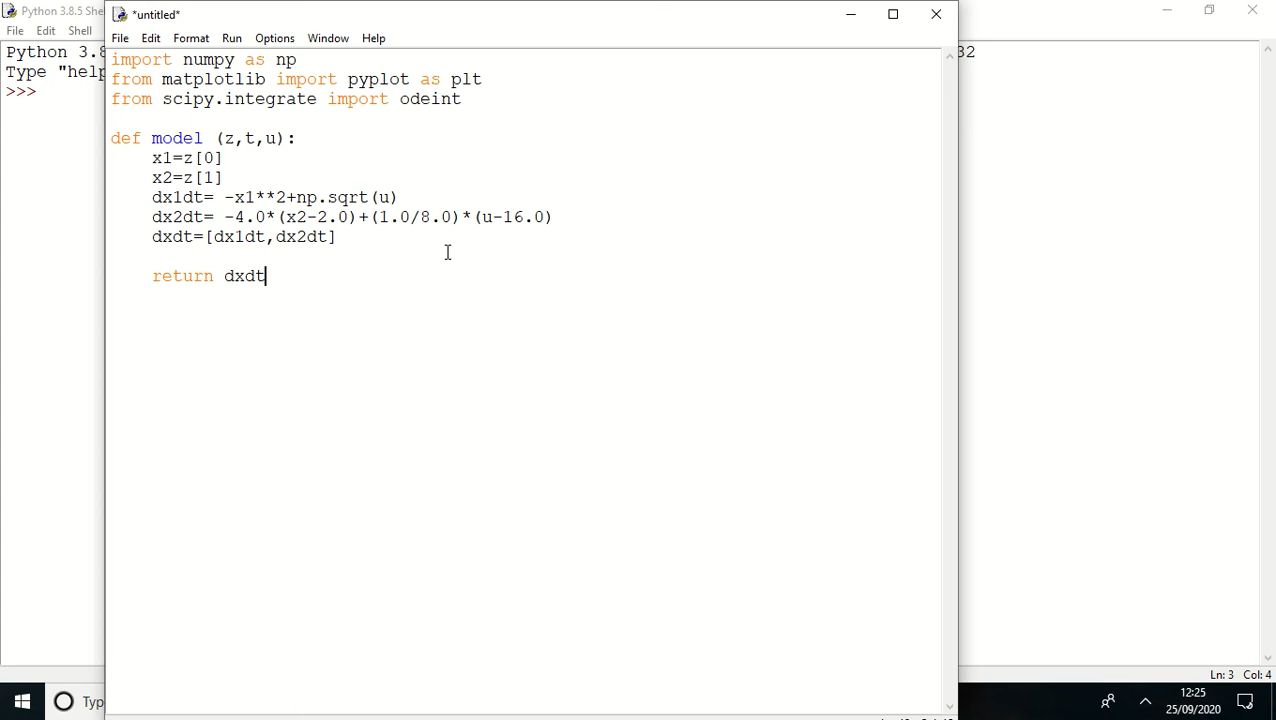 Python 3.8.5 She
*untitled*
File Edit Shell
File Edit Format Run Options Window Help
Python 3.8
32
Type "help
>>>
import numpy as np
from matplotlib import pyplot as plt
from scipy.integrate import odeint
def model (z,t,u):
x1=z[0]
x2=z[1]
dx1dt= -x1**2+np.sqrt(u)
dx2dt= -4.0*(x2-2.0)+(1.0/8.0)*(u-16.0)
dxdt=[dx1dt,dx2dt]
return dxdt
Ln: 3 Col: 4
Typ
12:25
25/09/2020